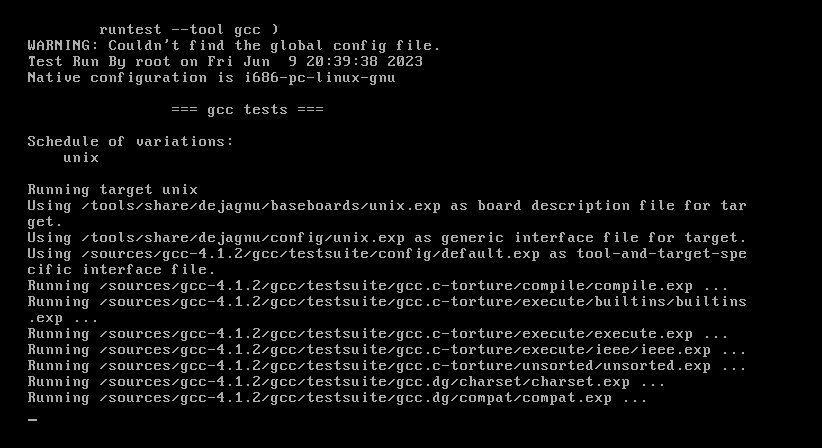 runtest --tool gcc )
WARNING: Couldn't find the global config file.
Test Run By root on Fri Jun  9 20:39:38 2023
Native configuration is i686-pc-linux-gnu
=== gcc tests ===
Schedule of variations:
unix
Running target unix
Using /tools/share/dejagnu/baseboards/unix.exp as board description file for tar
get.
Using /tools/share/dejagnu/config/unix.exp as generic interface file for target.
Using /sources/gcc-4.1.2/gcc/testsuite/config/default.exp as tool-and-target-spe
cific interface file.
Running /sources/gcc-4.1.2/gcc/testsuite/gcc.c-torture/compile/compile.exp ...
Running /sources/gcc-4.1.2/gcc/testsuite/gcc.c-torture/execute/builtins/builtins
.exp ...
Running /sources/gcc-4.1.2/gcc/testsuite/gcc.c-torture/execute/execute.exp ...
Running /sources/gcc-4.1.2/gcc/testsuite/gcc.c-torture/execute/ieee/ieee.exp ...
Running /sources/gcc-4.1.2/gcc/testsuite/gcc.c-torture/unsorted/unsorted.exp ...
Running /sources/gcc-4.1.2/gcc/testsuite/gcc.dg/charset/charset.exp ...
Running /sources/gcc-4.1.2/gcc/testsuite/gcc.dg/compat/compat.exp ...